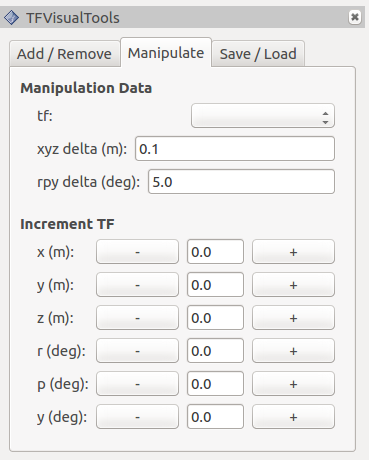 TFVisualTools
Add / Remove Manipulate Save / Load
Manipulation Data
tf:
xyz delta (m): 0.1
rpy delta (deg): 5.0
Increment TF
x (m): - 0.0 +
y (m): - 0.0 +
z (m): - 0.0 +
r (deg): - 0.0 +
p (deg): - 0.0 +
y (deg): - 0.0 +